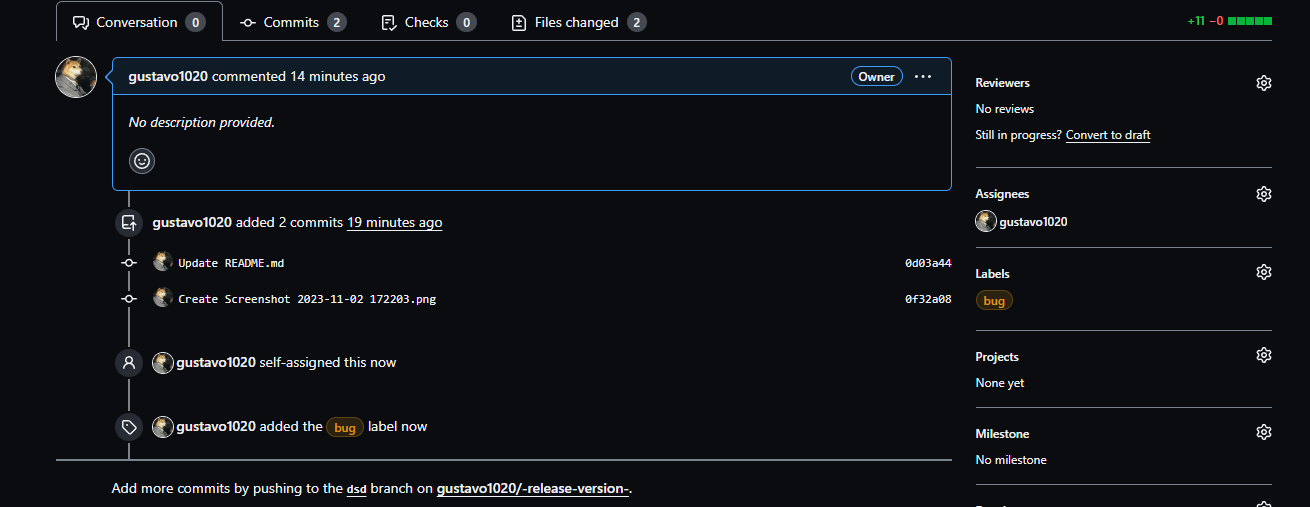 Conversation 0 Commits 2 Checks 0 Files changed 2 +11 −0
gustavo1020 commented 14 minutes ago Owner
No description provided.
gustavo1020 added 2 commits 19 minutes ago
Update README.md 0d03a44
Create Screenshot 2023-11-02 172203.png 0f32a08
gustavo1020 self-assigned this now
gustavo1020 added the bug label now
Add more commits by pushing to the dsd branch on gustavo1020/-release-version-.
Reviewers
No reviews
Still in progress? Convert to draft
Assignees
gustavo1020
Labels
bug
Projects
None yet
Milestone
No milestone